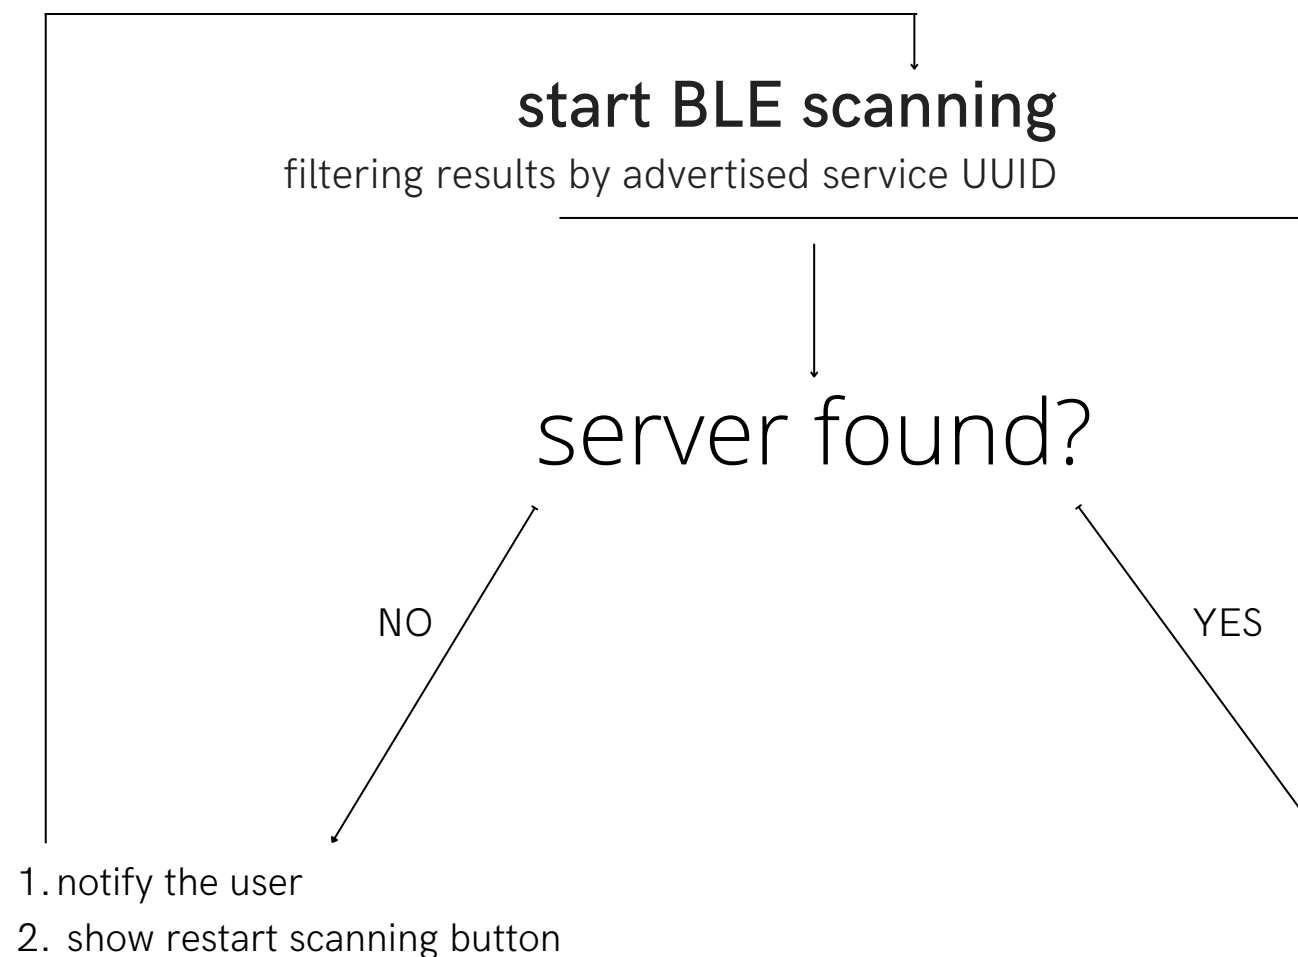 start BLE scanning
filtering results by advertised service UUID
server found?
NO
YES
1. notify the user
2. show restart scanning button